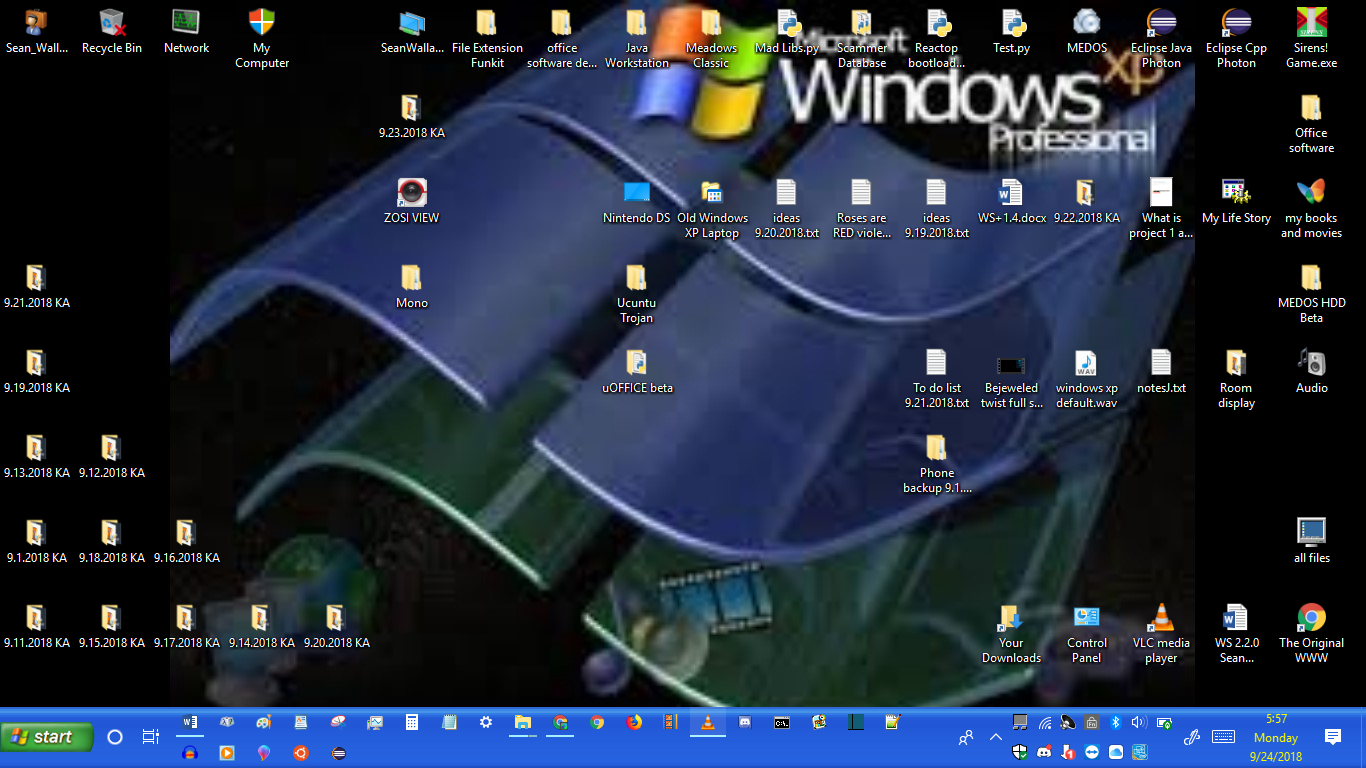 Sean_Wall...
Recycle Bin
Network
My
Computer
SeanWalla...
File Extension
Funkit
office
software de...
Java
Workstation
Meadows
Classic
Mad Libs.py
Scammer
Database
Reactop
bootload...
Test.py
MEDOS
Eclipse Java
Photon
Eclipse Cpp
Photon
Sirens!
Game.exe
Microsoft
Windows xp
Professional
9.23.2018 KA
Office
software
ZOSI VIEW
Nintendo DS
Old Windows
XP Laptop
ideas
9.20.2018.txt
Roses are
RED viole...
ideas
9.19.2018.txt
WS+1.4.docx
9.22.2018 KA
What is
project 1 a...
My Life Story
my books
and movies
9.21.2018 KA
Mono
Ucuntu
Trojan
MEDOS HDD
Beta
9.19.2018 KA
uOFFICE beta
To do list
9.21.2018.txt
Bejeweled
twist full s...
WAV
windows xp
default.wav
notesJ.txt
Room
display
Audio
9.13.2018 KA
9.12.2018 KA
Phone
backup 9.1....
9.1.2018 KA
9.18.2018 KA
9.16.2018 KA
all files
9.11.2018 KA
9.15.2018 KA
9.17.2018 KA
9.14.2018 KA
9.20.2018 KA
Your
Downloads
Control
Panel
VLC media
player
WS 2.2.0
Sean...
The Original
WWW
start
5:57
Monday
9/24/2018